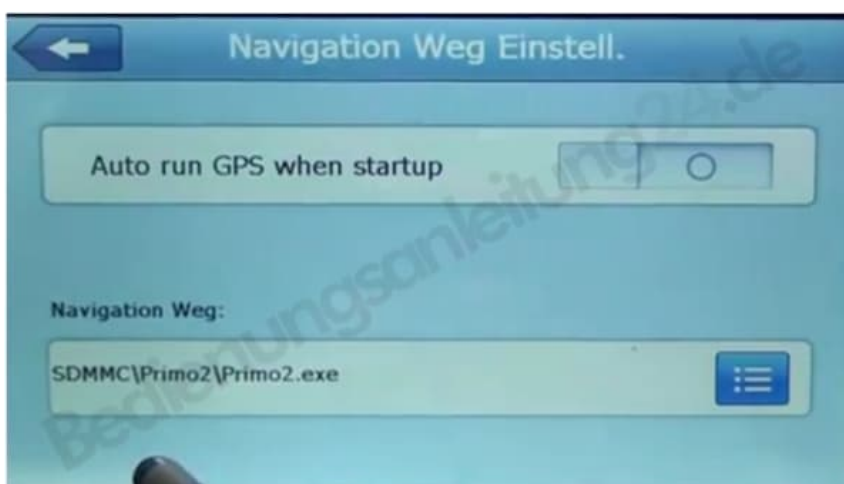 Navigation Weg Einstell.
Auto run GPS when startup
Navigation Weg:
SDMMC\Primo2\Primo2.exe
Bedienungsanleitung24.de